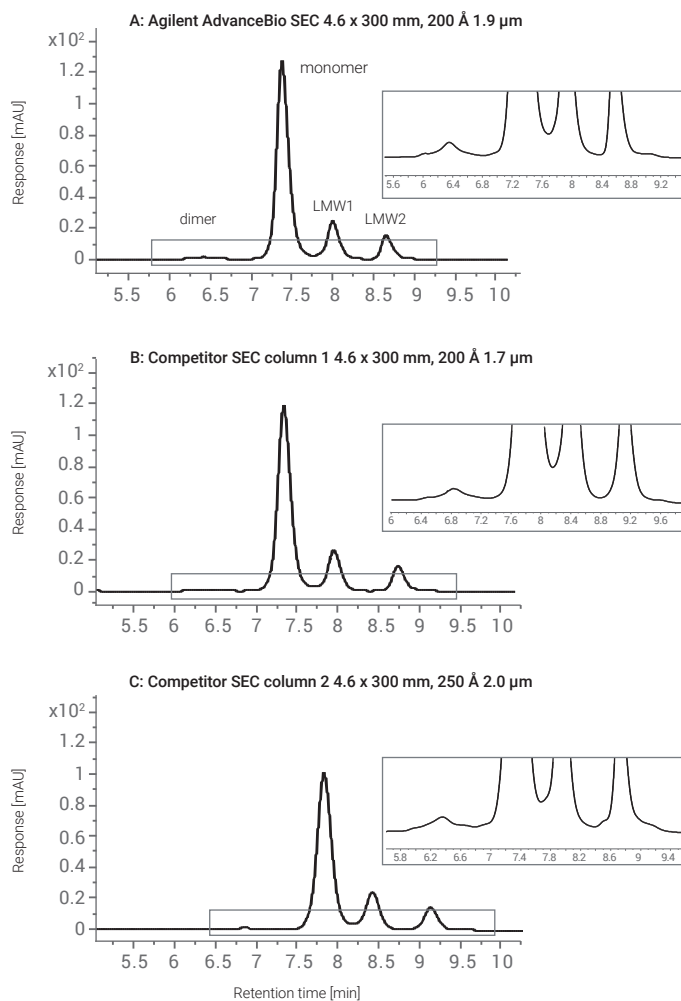 A: Agilent AdvanceBio SEC 4.6 x 300 mm, 200 Å 1.9 µm
x10²
1.2
1
0.8
0.6
0.4
0.2
0
Response [mAU]
monomer
dimer
LMW1
LMW2
5.5 6 6.5 7 7.5 8 8.5 9 9.5 10
5.6 6 6.4 6.8 7.2 7.6 8 8.4 8.8 9.2
B: Competitor SEC column 1 4.6 x 300 mm, 200 Å 1.7 µm
x10²
1.2
1
0.8
0.6
0.4
0.2
0
Response [mAU]
5.5 6 6.5 7 7.5 8 8.5 9 9.5 10
6 6.4 6.8 7.2 7.6 8 8.4 8.8 9.2 9.6
C: Competitor SEC column 2 4.6 x 300 mm, 250 Å 2.0 µm
x10²
1.2
1
0.8
0.6
0.4
0.2
0
Response [mAU]
5.5 6 6.5 7 7.5 8 8.5 9 9.5 10
5.8 6.2 6.6 7 7.4 7.8 8.2 8.6 9 9.4
Retention time [min]